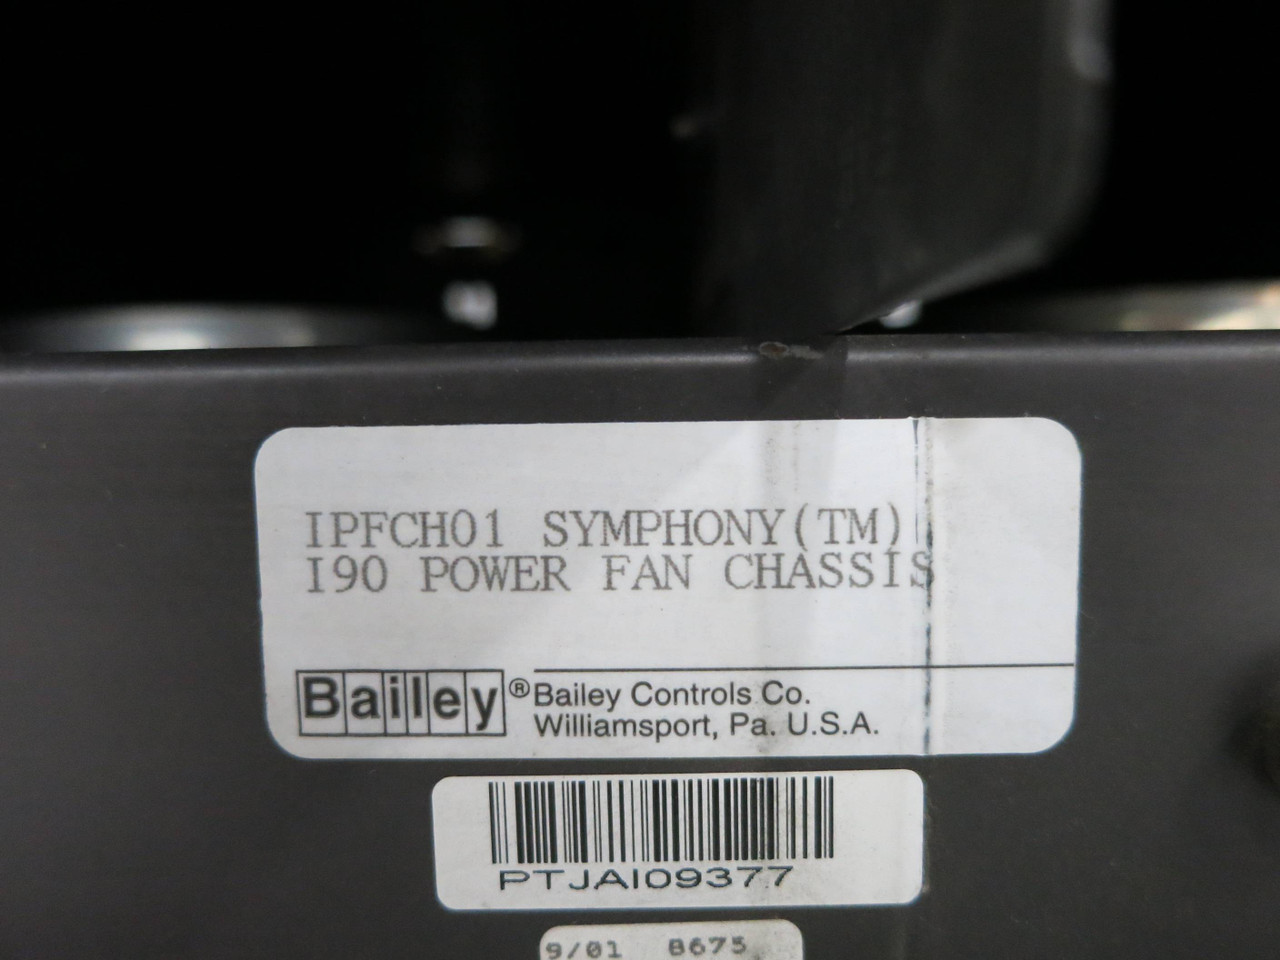 IPFCH01 SYMPHONY(TM)
I90 POWER FAN CHASSIS
Bailey® Bailey Controls Co.
Williamsport, Pa. U.S.A.
PTJAI09377
9/01 8675